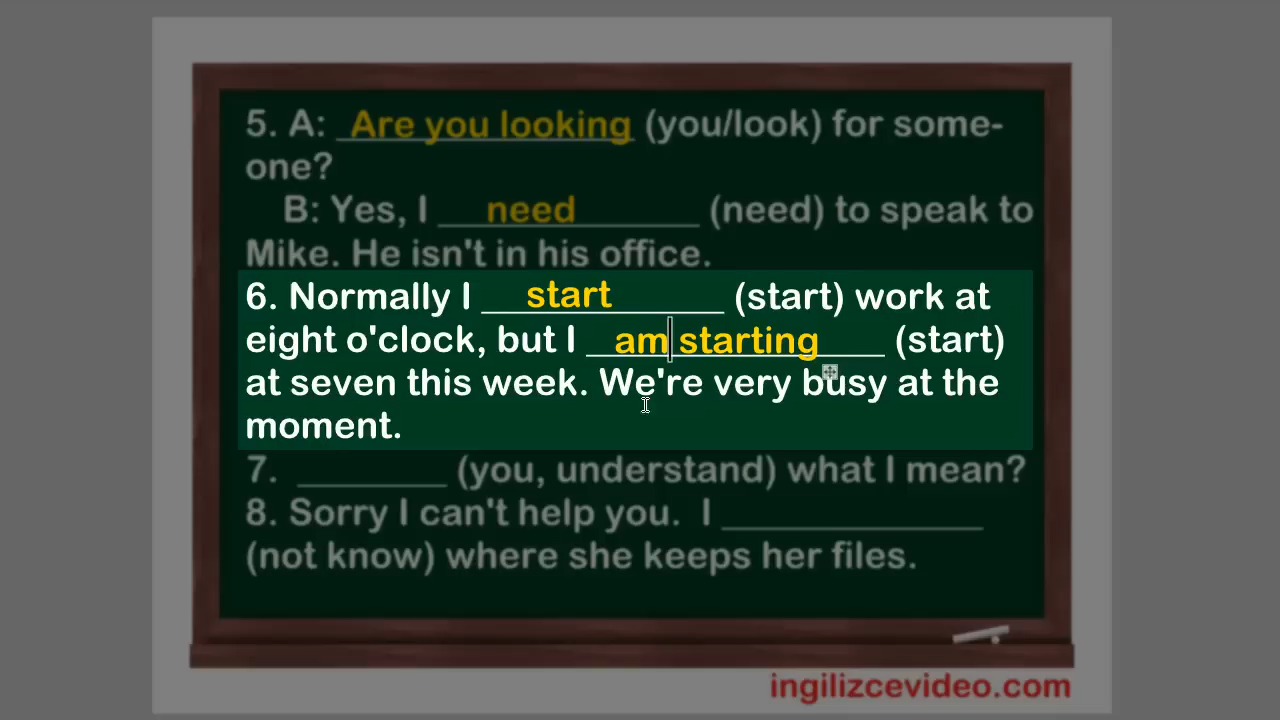 5. A: Are you looking (you/look) for some-
one?
B: Yes, I need (need) to speak to
Mike. He isn't in his office.
6. Normally I start (start) work at
eight o'clock, but I am starting (start)
at seven this week. We're very busy at the
moment.
7. ________ (you, understand) what I mean?
8. Sorry I can't help you. I ______________
(not know) where she keeps her files.
ingilizcevideo.com